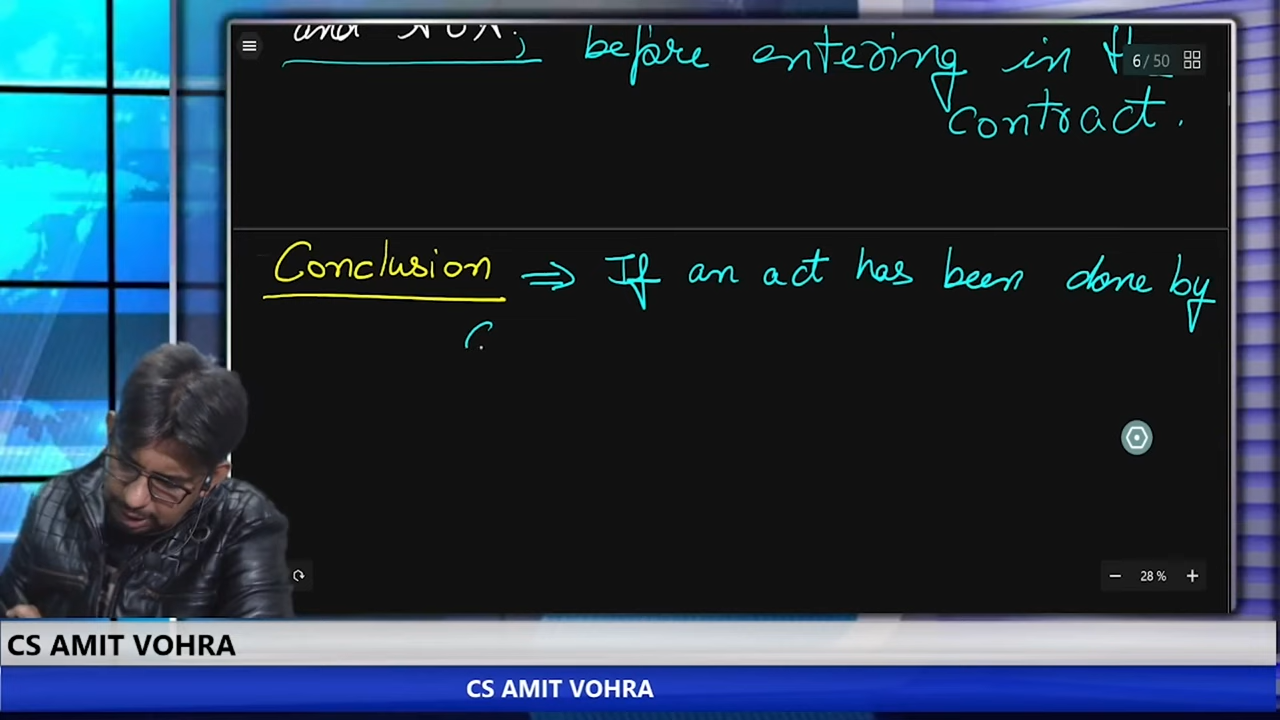 and
before entering in
6 / 50
contract.
Conclusion ⇒ If an act has been done by
28 %
CS AMIT VOHRA
CS AMIT VOHRA